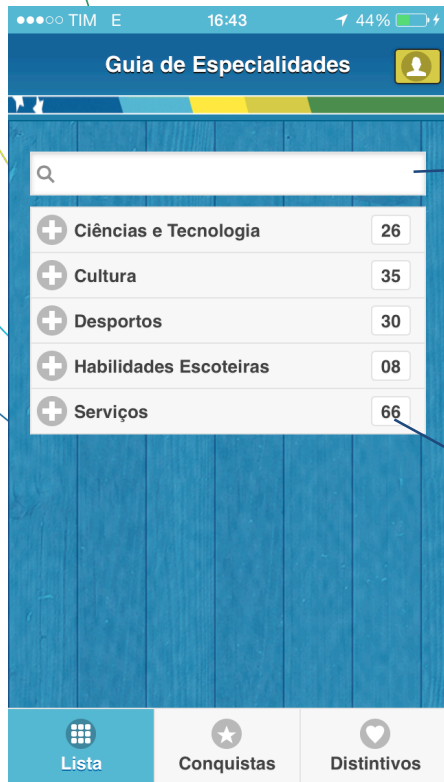 TIM E 16:43 44%
Guia de Especialidades
Ciências e Tecnologia 26
Cultura 35
Desportos 30
Habilidades Escoteiras 08
Serviços 66
Lista Conquistas Distintivos